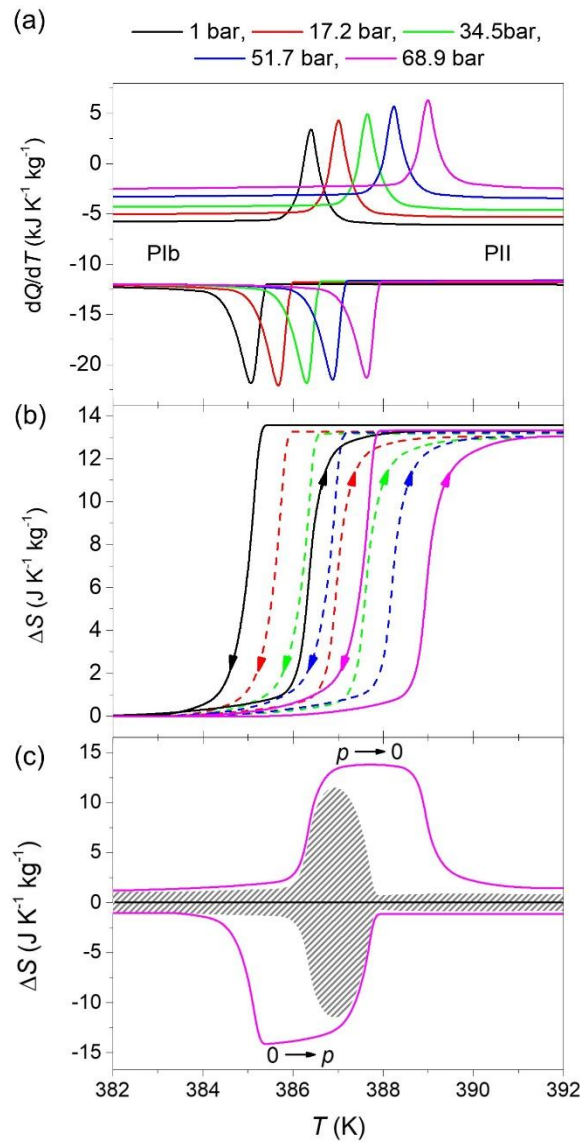 (a)
1 bar, 17.2 bar, 34.5bar,
51.7 bar, 68.9 bar
dQ/dT (kJ K⁻¹ kg⁻¹)
5
0
-5
-10
-15
-20
PIb PII
(b)
ΔS (J K⁻¹ kg⁻¹)
14
12
10
8
6
4
2
0
(c)
ΔS (J K⁻¹ kg⁻¹)
15
10
5
0
-5
-10
-15
p → 0
0 → p
382 384 386 388 390 392
T (K)